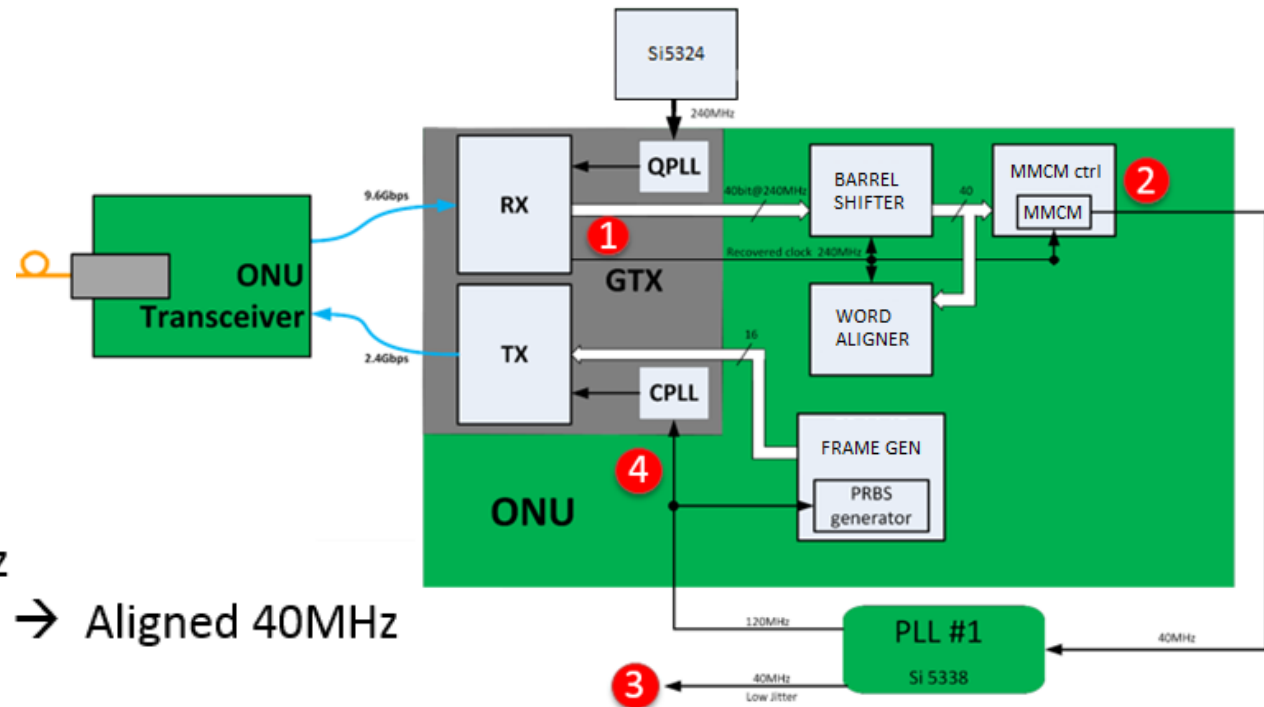 Si5324
240MHz
QPLL
RX
9.6Gbps
40bit@240MHz
BARREL
SHIFTER
40
MMCM ctrl
MMCM
2
1
Recovered clock 240MHz
GTX
ONU
Transceiver
WORD
ALIGNER
2.4Gbps
TX
16
CPLL
4
FRAME GEN
PRBS
generator
ONU
z
→ Aligned 40MHz
120MHz
PLL #1
Si 5338
40MHz
3
40MHz
Low Jitter